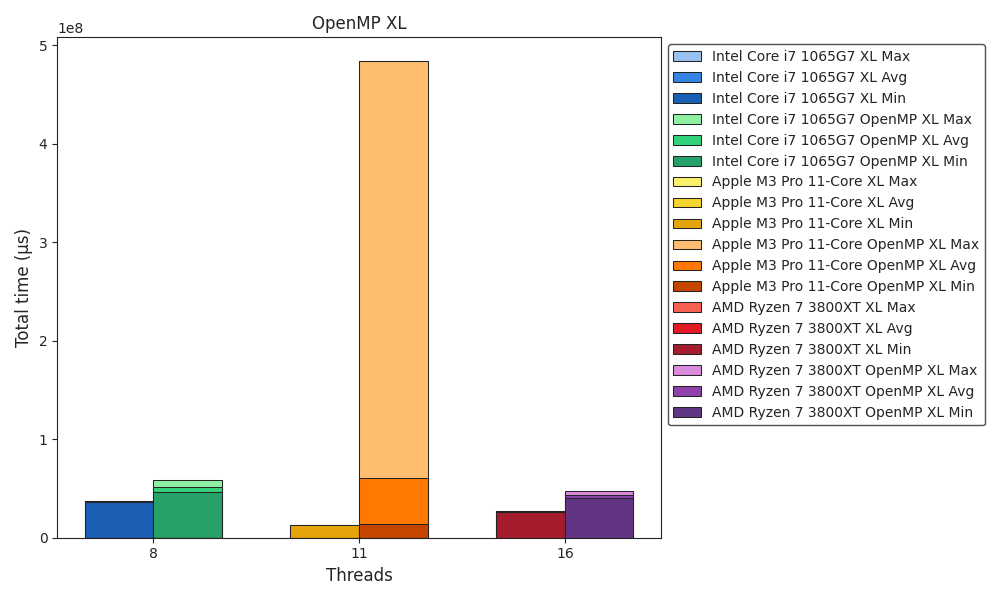 OpenMP XL
1e8
5
4
3
2
1
0
Total time (µs)
8
11
16
Threads
Intel Core i7 1065G7 XL Max
Intel Core i7 1065G7 XL Avg
Intel Core i7 1065G7 XL Min
Intel Core i7 1065G7 OpenMP XL Max
Intel Core i7 1065G7 OpenMP XL Avg
Intel Core i7 1065G7 OpenMP XL Min
Apple M3 Pro 11-Core XL Max
Apple M3 Pro 11-Core XL Avg
Apple M3 Pro 11-Core XL Min
Apple M3 Pro 11-Core OpenMP XL Max
Apple M3 Pro 11-Core OpenMP XL Avg
Apple M3 Pro 11-Core OpenMP XL Min
AMD Ryzen 7 3800XT XL Max
AMD Ryzen 7 3800XT XL Avg
AMD Ryzen 7 3800XT XL Min
AMD Ryzen 7 3800XT OpenMP XL Max
AMD Ryzen 7 3800XT OpenMP XL Avg
AMD Ryzen 7 3800XT OpenMP XL Min